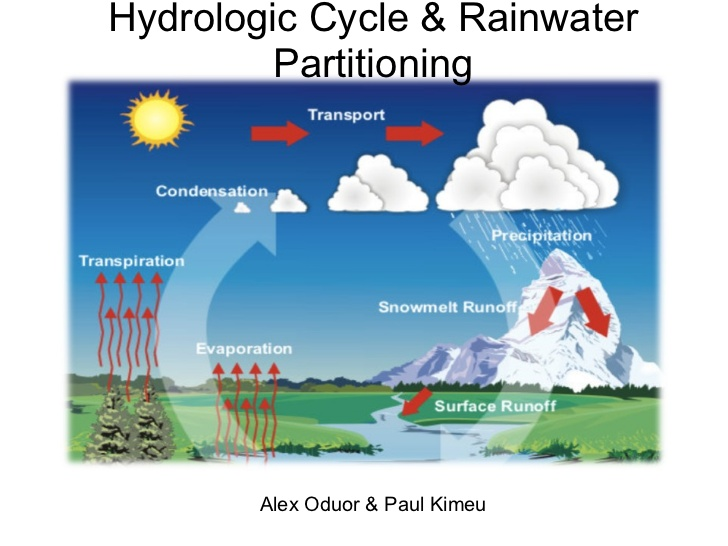 Hydrologic Cycle & Rainwater
Partitioning
Transport
Condensation
Precipitation
Transpiration
Snowmelt Runoff
Evaporation
Surface Runoff
Alex Oduor & Paul Kimeu